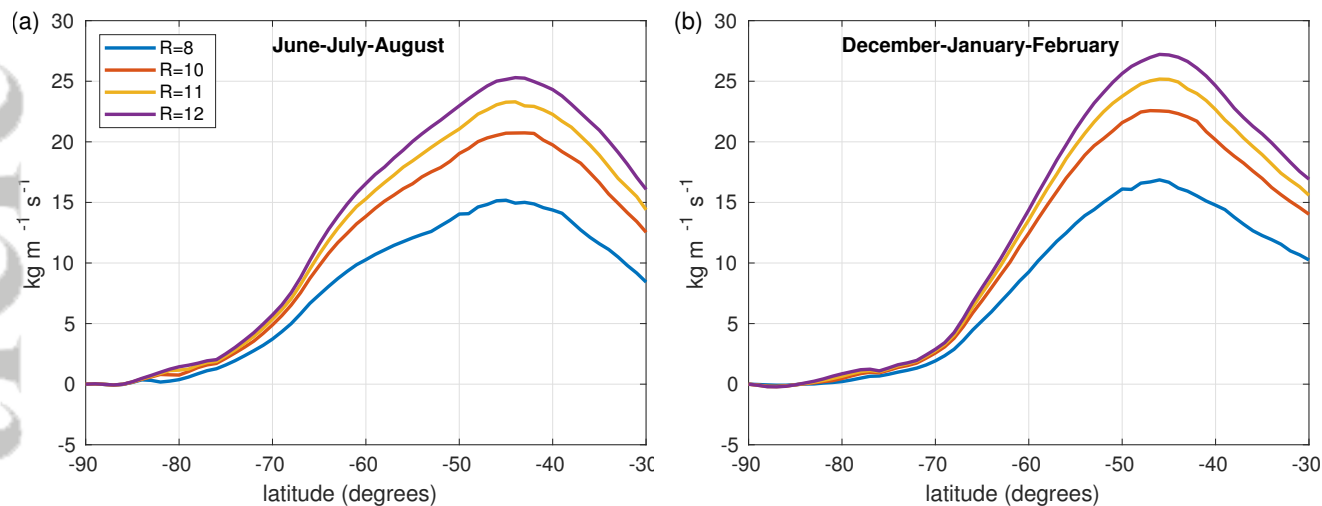 (a)
June-July-August
R=8
R=10
R=11
R=12
30
25
20
15
10
5
0
-5
kg m -1 s-1
-90 -80 -70 -60 -50 -40 -30
latitude (degrees)
(b)
December-January-February
30
25
20
15
10
5
0
-5
kg m -1 s-1
-90 -80 -70 -60 -50 -40 -30
latitude (degrees)